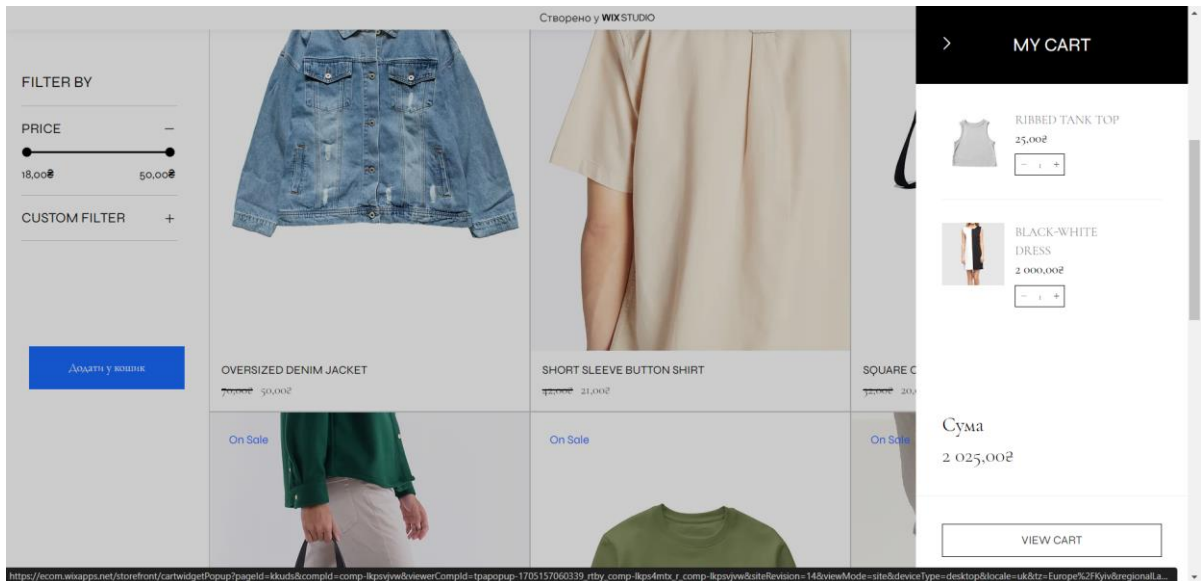 Створено у WIX STUDIO
FILTER BY
PRICE –
18,00₴ 50,00₴
CUSTOM FILTER +
Додати у кошик
OVERSIZED DENIM JACKET
70,00₴ 50,00₴
SHORT SLEEVE BUTTON SHIRT
42,00₴ 21,00₴
SQUARE
32,00₴ 20,
On Sale
On Sale
On Sale
MY CART
RIBBED TANK TOP
25,00₴
− 1 +
BLACK-WHITE
DRESS
2 000,00₴
− 1 +
Сума
2 025,00₴
VIEW CART
https://ecom.wixapps.net/storefront/cartwidgetPopup?pageId=kkuds&compId=comp-lkpsvjvw&viewerCompId=tpapopup-1705157060339_rtby_comp-lkps4mtx_r_comp-lkpsvjvw&siteRevision=14&viewMode=site&deviceType=desktop&locale=uk&tz=Europe%2FKyiv&regionalLa...